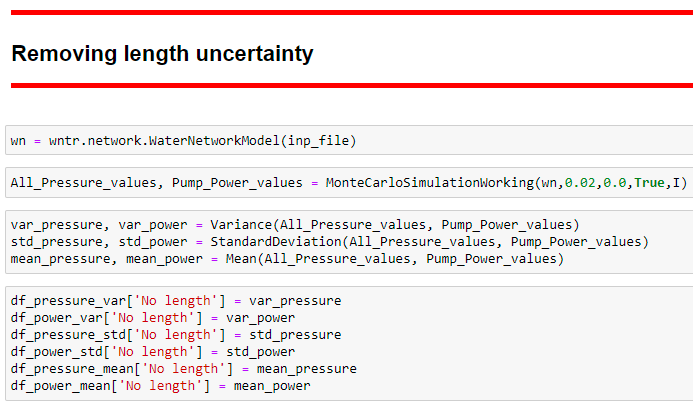 Removing length uncertainty
wn = wntr.network.WaterNetworkModel(inp_file)
All_Pressure_values, Pump_Power_values = MonteCarloSimulationWorking(wn,0.02,0.0,True,I)
var_pressure, var_power = Variance(All_Pressure_values, Pump_Power_values)
std_pressure, std_power = StandardDeviation(All_Pressure_values, Pump_Power_values)
mean_pressure, mean_power = Mean(All_Pressure_values, Pump_Power_values)
df_pressure_var['No length'] = var_pressure
df_power_var['No length'] = var_power
df_pressure_std['No length'] = std_pressure
df_power_std['No length'] = std_power
df_pressure_mean['No length'] = mean_pressure
df_power_mean['No length'] = mean_power